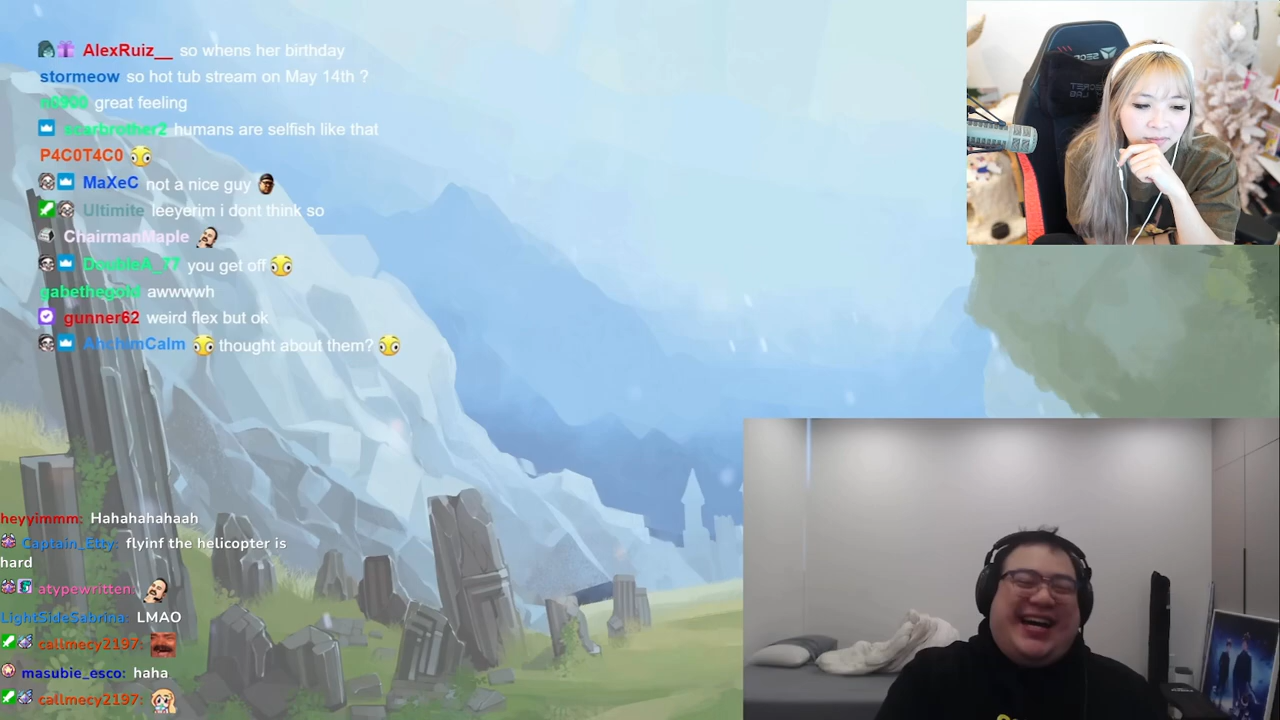 AlexRuiz__ so whens her birthday
stormeow so hot tub stream on May 14th ?
n0900 great feeling
ecarbrother2 humans are selfish like that
P4C0T4C0
MaXeC not a nice guy
Ultimite leeyerim i dont think so
ChairmanMaple
DoubleA_77 you get off
gabethegold awwwwh
gunner62 weird flex but ok
thought about them?
heyyimmm: Hahahahahaah
Captain_Etty: flyinf the helicopter is
hard
atypewritten:
LightSideSabrina: LMAO
callmecy2197:
masubie_esco: haha
callmecy2197: